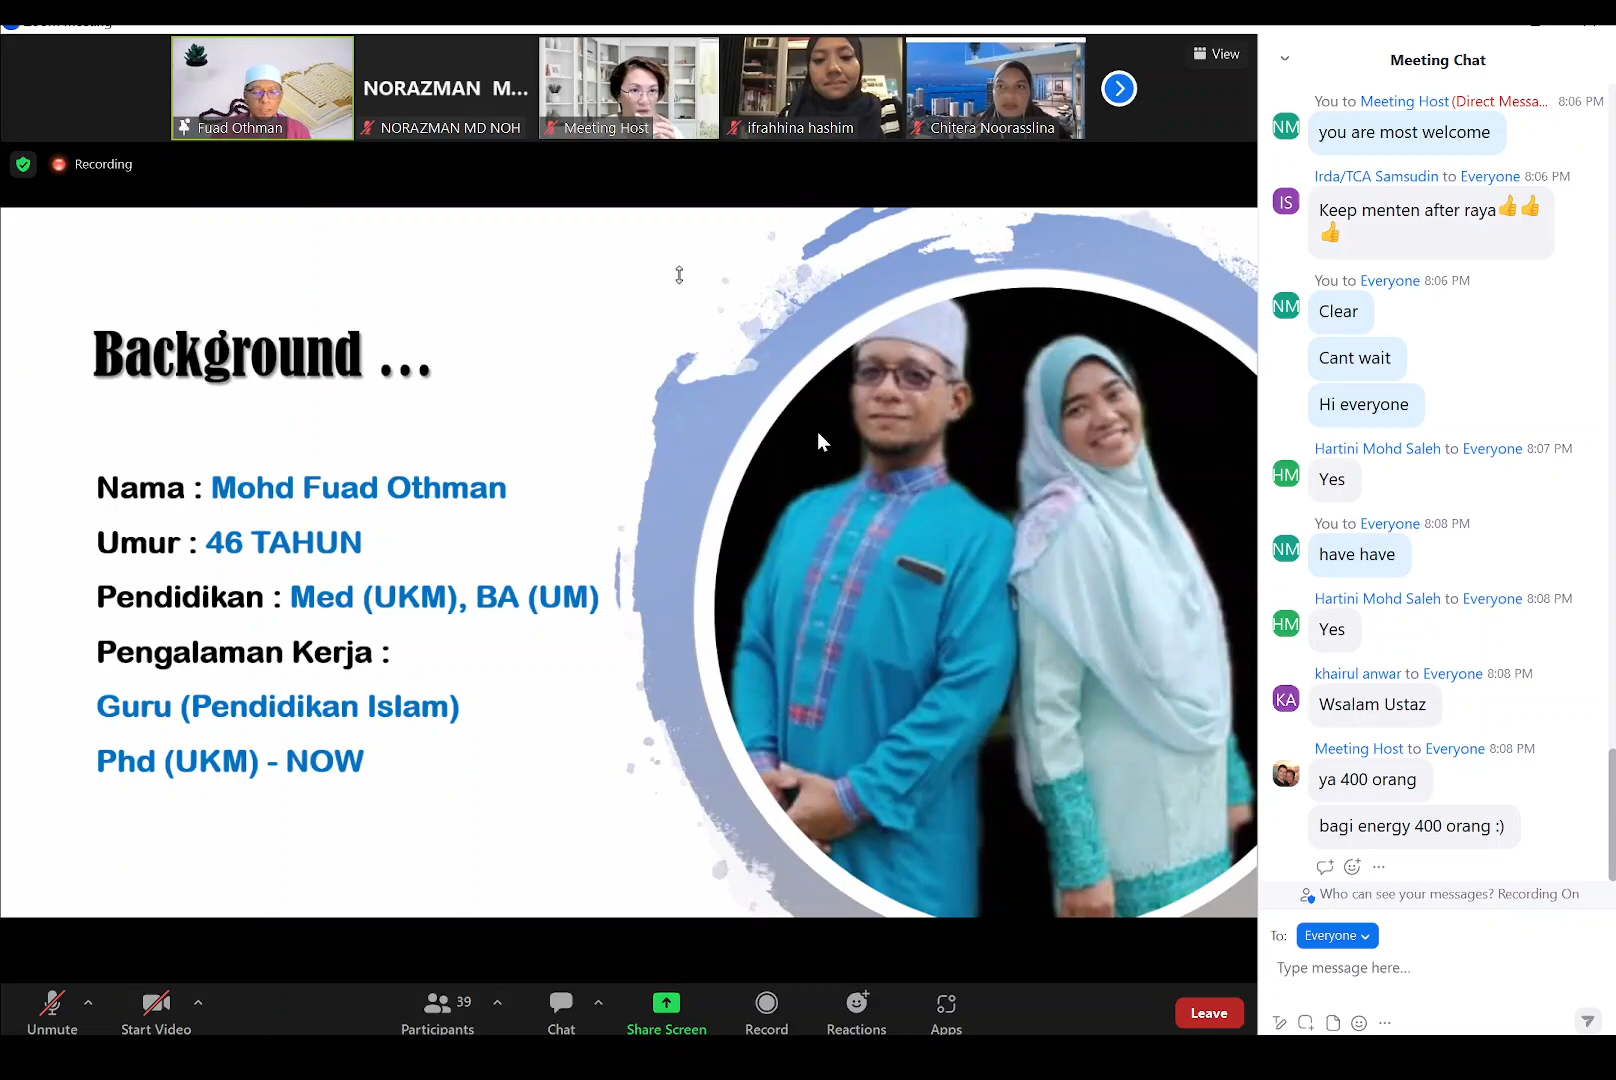 Fuad Othman
NORAZMAN M...
NORAZMAN MD NOH
Meeting Host
ifrahhina hashim
Chitera Noorasslina
View
Recording
Background ...
Nama : Mohd Fuad Othman
Umur : 46 TAHUN
Pendidikan : Med (UKM), BA (UM)
Pengalaman Kerja :
Guru (Pendidikan Islam)
Phd (UKM) - NOW
Meeting Chat
You to Meeting Host (Direct Messa... 8:06 PM
NM
you are most welcome
Irda/TCA Samsudin to Everyone 8:06 PM
IS
Keep menten after raya👍👍
👍
You to Everyone 8:06 PM
NM
Clear
Cant wait
Hi everyone
Hartini Mohd Saleh to Everyone 8:07 PM
HM
Yes
You to Everyone 8:08 PM
NM
have have
Hartini Mohd Saleh to Everyone 8:08 PM
HM
Yes
khairul anwar to Everyone 8:08 PM
KA
Wsalam Ustaz
Meeting Host to Everyone 8:08 PM
ya 400 orang
bagi energy 400 orang :)
Who can see your messages? Recording On
To: Everyone
Type message here...
Unmute
Start Video
39
Participants
Chat
Share Screen
Record
Reactions
Apps
Leave